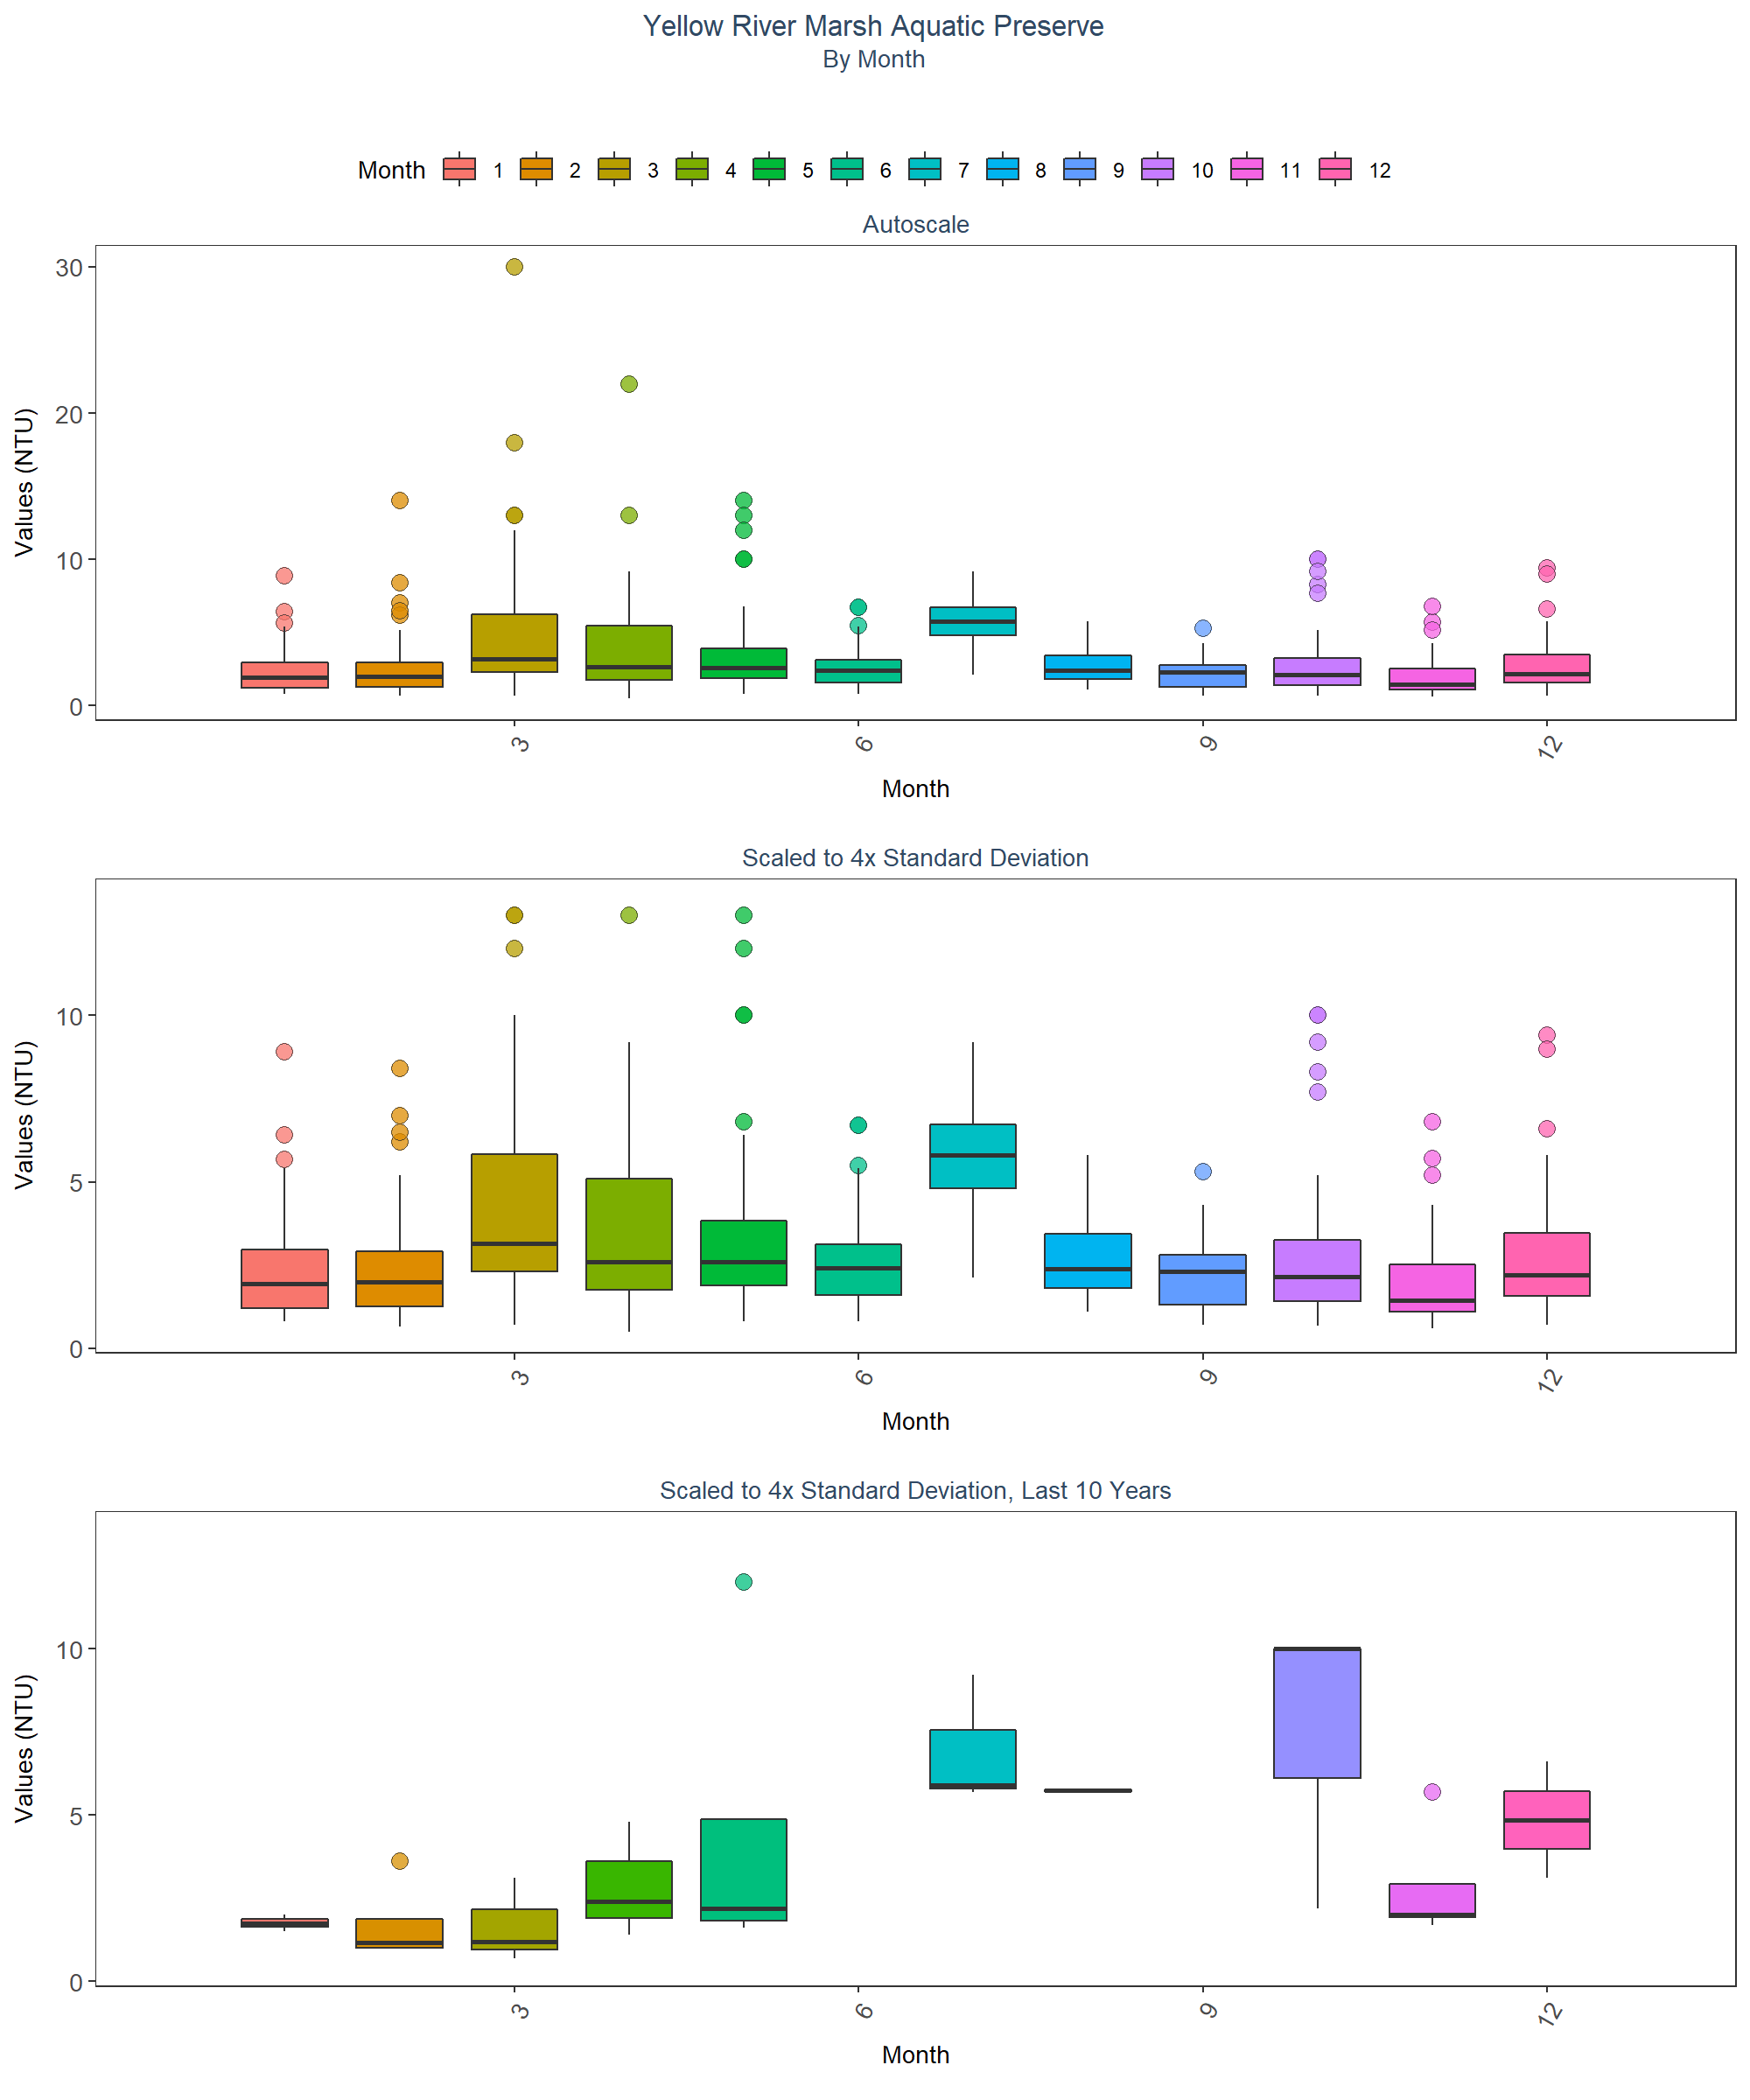 Yellow River Marsh Aquatic Preserve
By Month
Month 1 2 3 4 5 6 7 8 9 10 11 12
Autoscale
30
20
10
0
Values (NTU)
3 6 9 12
Month
Scaled to 4x Standard Deviation
10
5
0
Values (NTU)
3 6 9 12
Month
Scaled to 4x Standard Deviation, Last 10 Years
10
5
0
Values (NTU)
3 6 9 12
Month